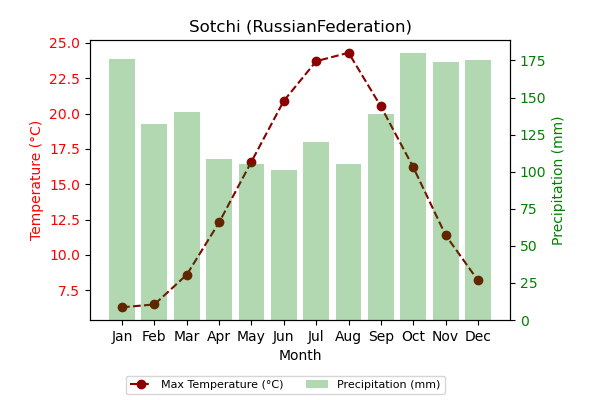 Sotchi (RussianFederation)
Temperature (°C)
25.0
22.5
20.0
17.5
15.0
12.5
10.0
7.5
Precipitation (mm)
175
150
125
100
75
50
25
0
Jan Feb Mar Apr May Jun Jul Aug Sep Oct Nov Dec
Month
Max Temperature (°C) Precipitation (mm)